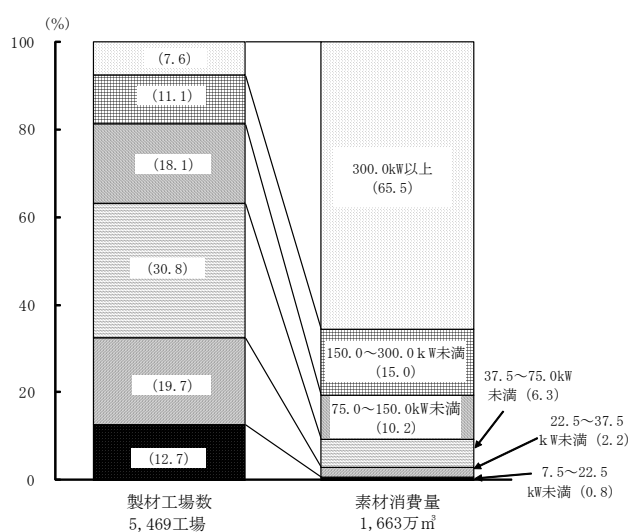 (%)
100
80
60
40
20
0
(7.6)
(11.1)
(18.1)
(30.8)
(19.7)
(12.7)
300.0kW以上
(65.5)
150.0～300.0ｋW未満
(15.0)
75.0～150.0kW未満
(10.2)
37.5～75.0kW
未満(6.3)
22.5～37.5
ｋW未満(2.2)
7.5～22.5
kW未満(0.8)
製材工場数
5,469工場
素材消費量
1,663万㎥